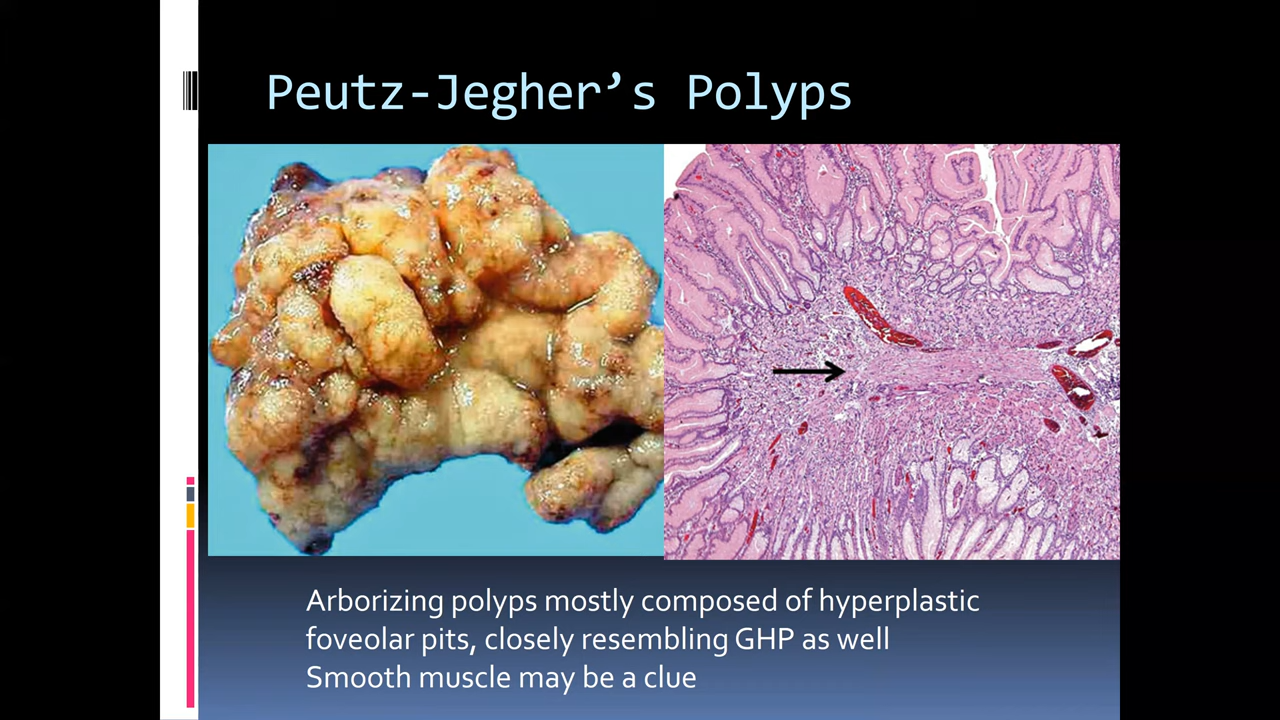 Peutz-Jegher’s Polyps
Arborizing polyps mostly composed of hyperplastic
foveolar pits, closely resembling GHP as well
Smooth muscle may be a clue